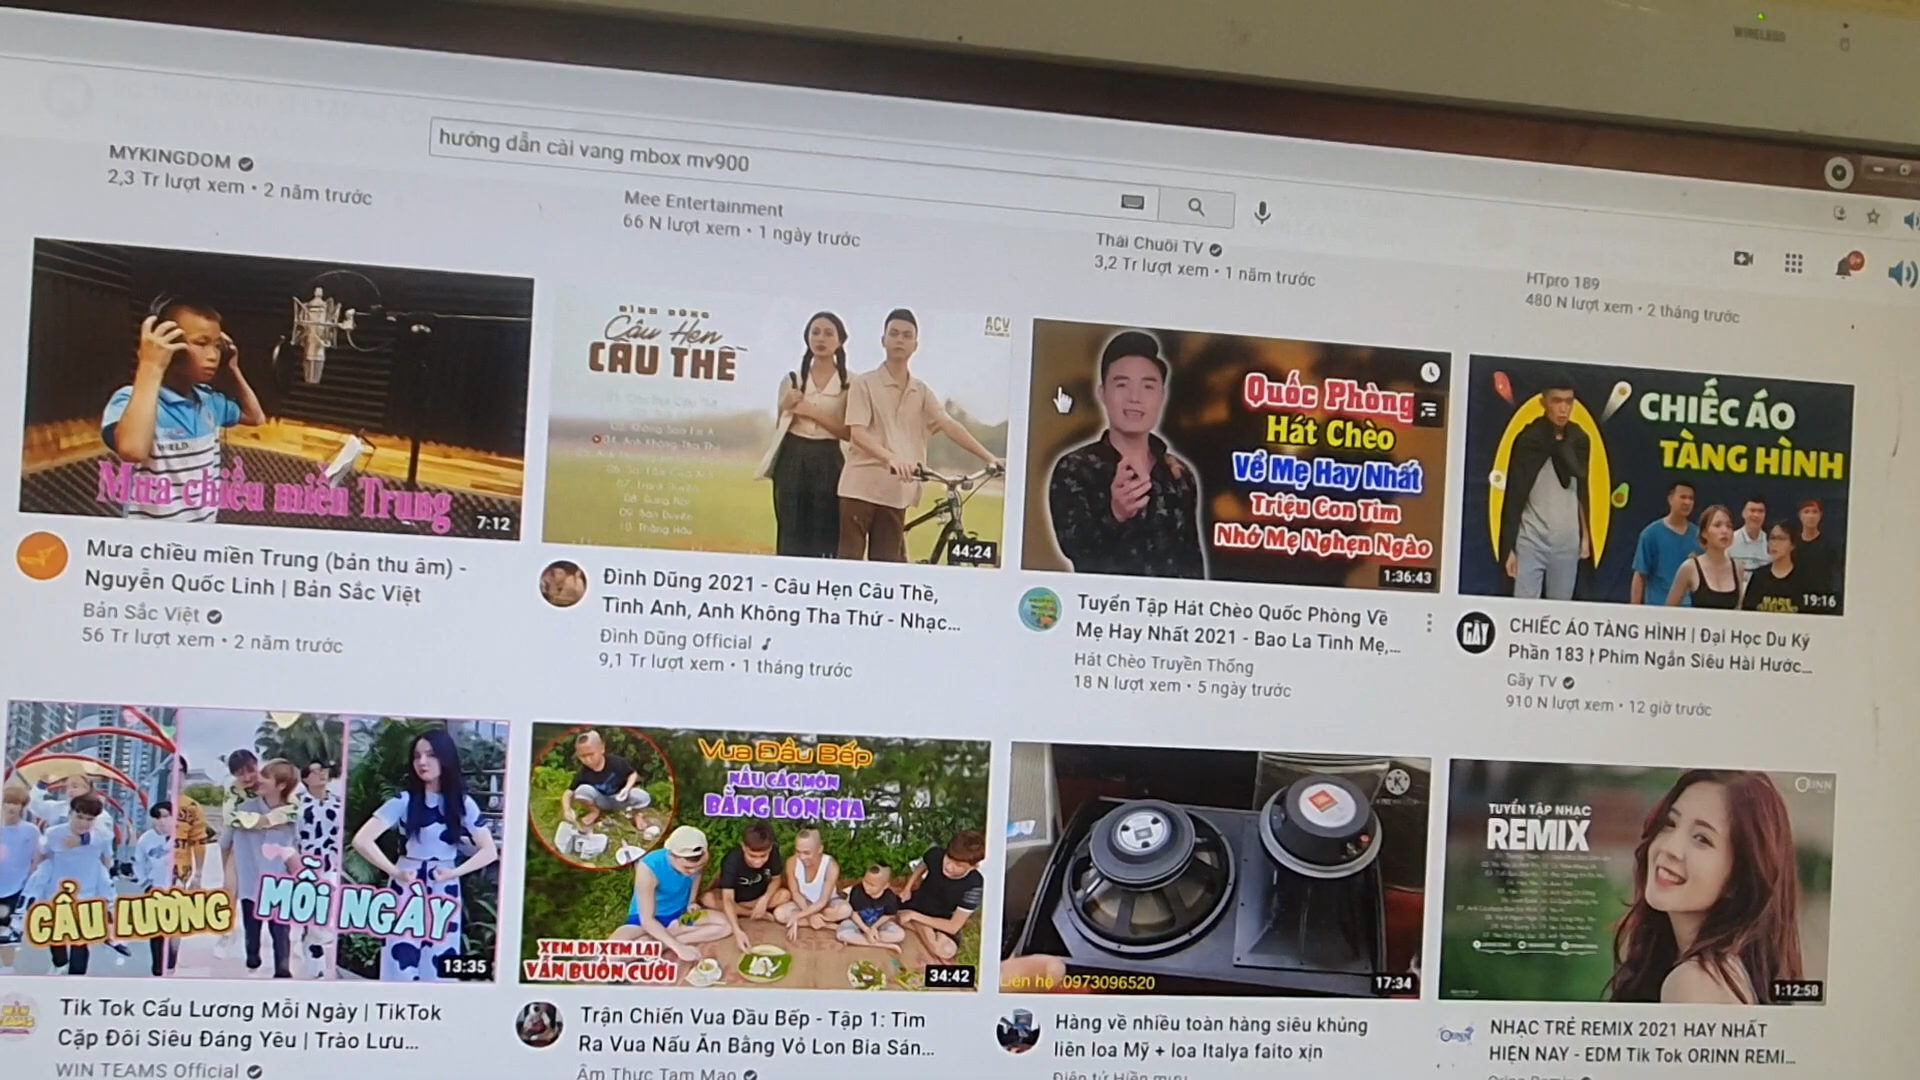 WIRELESS
hướng dẫn cài vang mbox mv900
MYKINGDOM
2,3 Tr lượt xem • 2 năm trước
Mee Entertainment
66 N lượt xem • 1 ngày trước
Thái Chuối TV
3,2 Tr lượt xem • 1 năm trước
HTpro 189
480 N lượt xem • 2 tháng trước
Mưa chiều miền Trung
7:12
ĐÌNH DŨNG
Câu Hẹn
CÂU THỀ
ACV
44:24
Quốc Phòng
Hát Chèo
Về Mẹ Hay Nhất
Triệu Con Tim
Nhớ Mẹ Nghẹn Ngào
1:36:43
CHIẾC ÁO
TÀNG HÌNH
19:16
Mưa chiều miền Trung (bản thu âm) -
Nguyễn Quốc Linh | Bản Sắc Việt
Bản Sắc Việt
56 Tr lượt xem • 2 năm trước
Đình Dũng 2021 - Câu Hẹn Câu Thề,
Tình Anh, Anh Không Tha Thứ - Nhạc...
Đình Dũng Official
9,1 Tr lượt xem • 1 tháng trước
Tuyển Tập Hát Chèo Quốc Phòng Về
Mẹ Hay Nhất 2021 - Bao La Tình Mẹ,...
Hát Chèo Truyền Thống
18 N lượt xem • 5 ngày trước
GÃY
CHIẾC ÁO TÀNG HÌNH | Đại Học Du Ký
Phần 183 | Phim Ngắn Siêu Hài Hước...
Gãy TV
910 N lượt xem • 12 giờ trước
CẨU LƯƠNG
MỖI NGÀY
13:35
Vua Đầu Bếp
NẤU CÁC MÓN
BẰNG LON BIA
XEM ĐI XEM LẠI
VẪN BUỒN CƯỜI
34:42
Liên hệ :0973096520
17:34
TUYỂN TẬP NHẠC
REMIX
ORINN
1:12:58
Tik Tok Cẩu Lương Mỗi Ngày | TikTok
Cặp Đôi Siêu Đáng Yêu | Trào Lưu...
WIN TEAMS Official
Trận Chiến Vua Đầu Bếp - Tập 1: Tìm
Ra Vua Nấu Ăn Bằng Vỏ Lon Bia Sán...
Ẩm Thực Tam Mao
Hàng về nhiều toàn hàng siêu khủng
liên loa Mỹ + loa Italya faito xịn
NHẠC TRẺ REMIX 2021 HAY NHẤT
HIỆN NAY - EDM Tik Tok ORINN REMI...